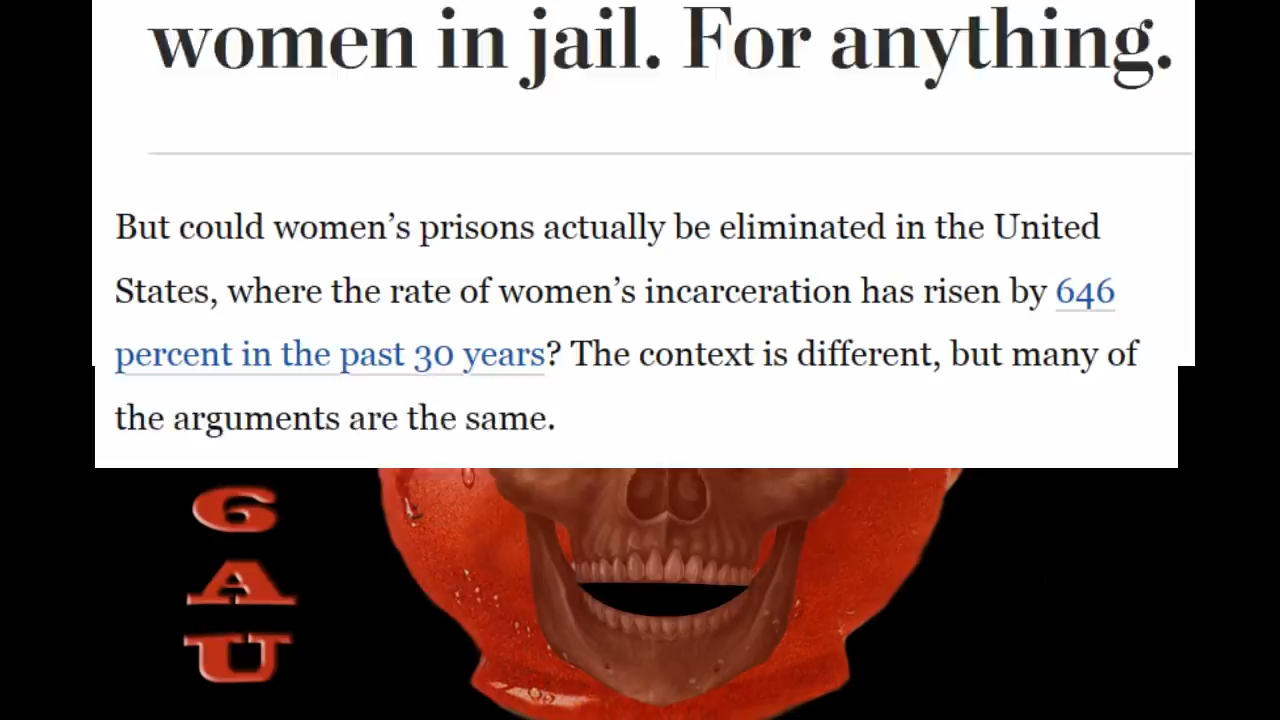 women in jail. For anything.
But could women’s prisons actually be eliminated in the United
States, where the rate of women’s incarceration has risen by 646
percent in the past 30 years? The context is different, but many of
the arguments are the same.
6
A
U